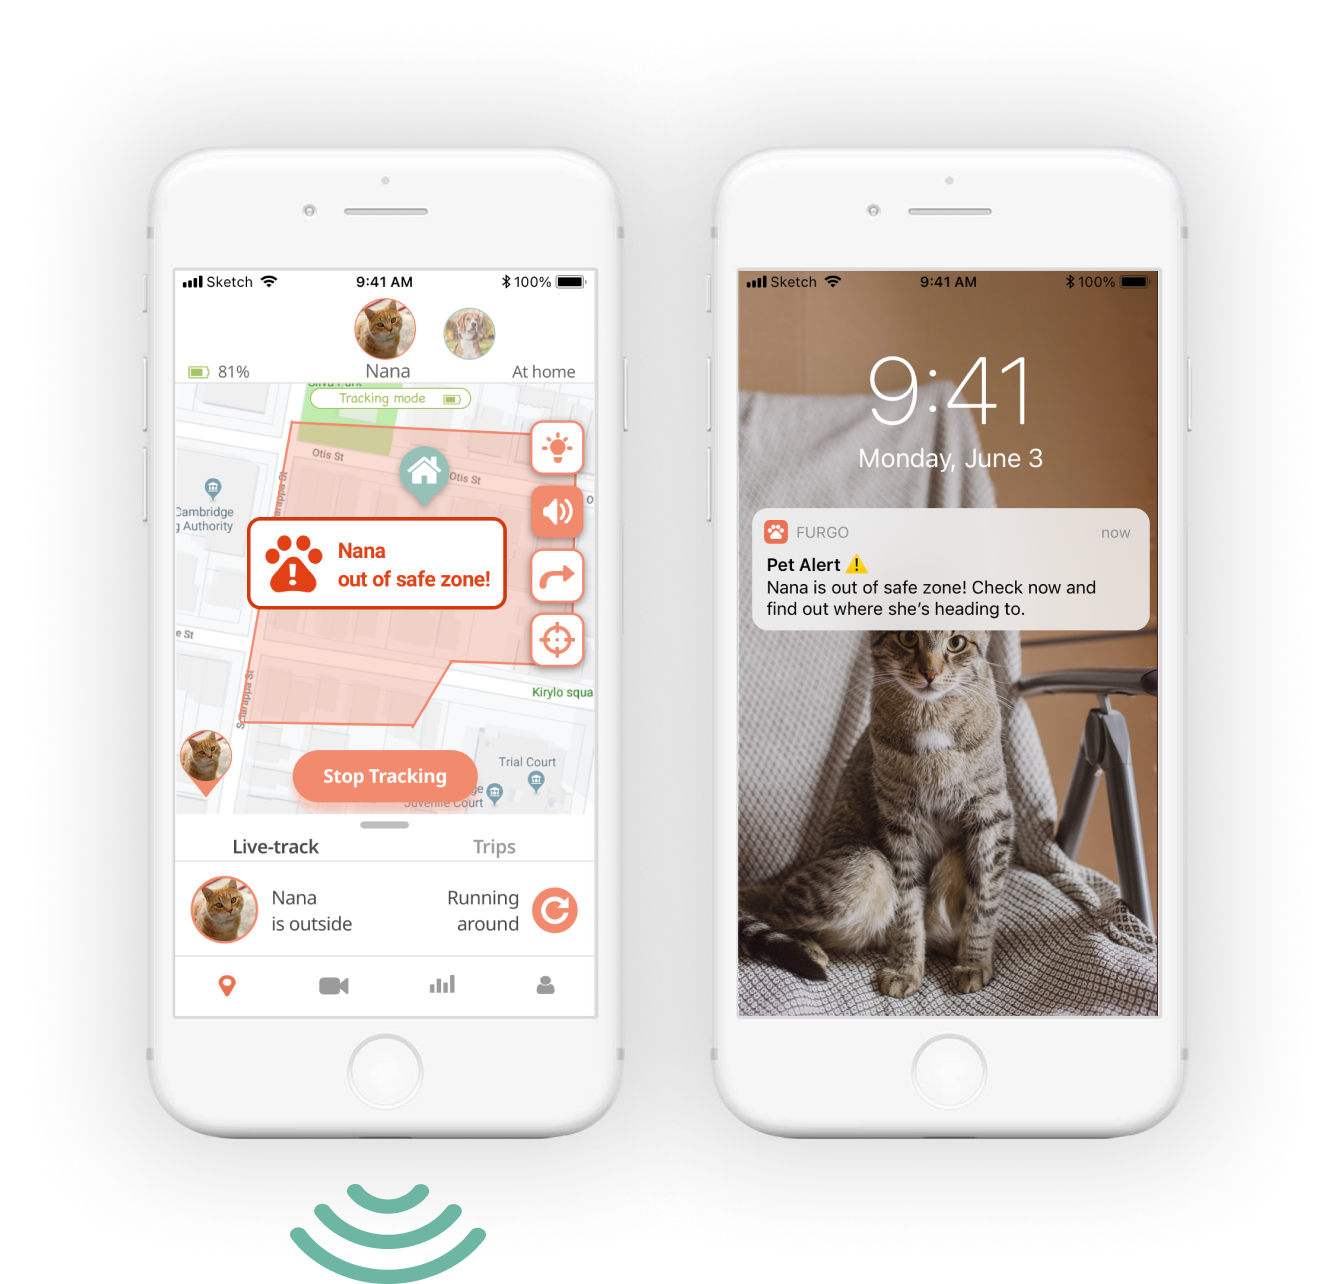 Sketch
9:41 AM
100%
81%
Nana
At home
Tracking mode
Otis St
Otis St
Cambridge
g Authority
Nana
out of safe zone!
e St
Sciarappa St
Kirylo squa
Stop Tracking
Trial Court
ge
Juvenile Court
Live-track
Trips
Nana
is outside
Running
around
Sketch
9:41 AM
100%
9:41
Monday, June 3
FURGO
now
Pet Alert
Nana is out of safe zone! Check now and
find out where she's heading to.